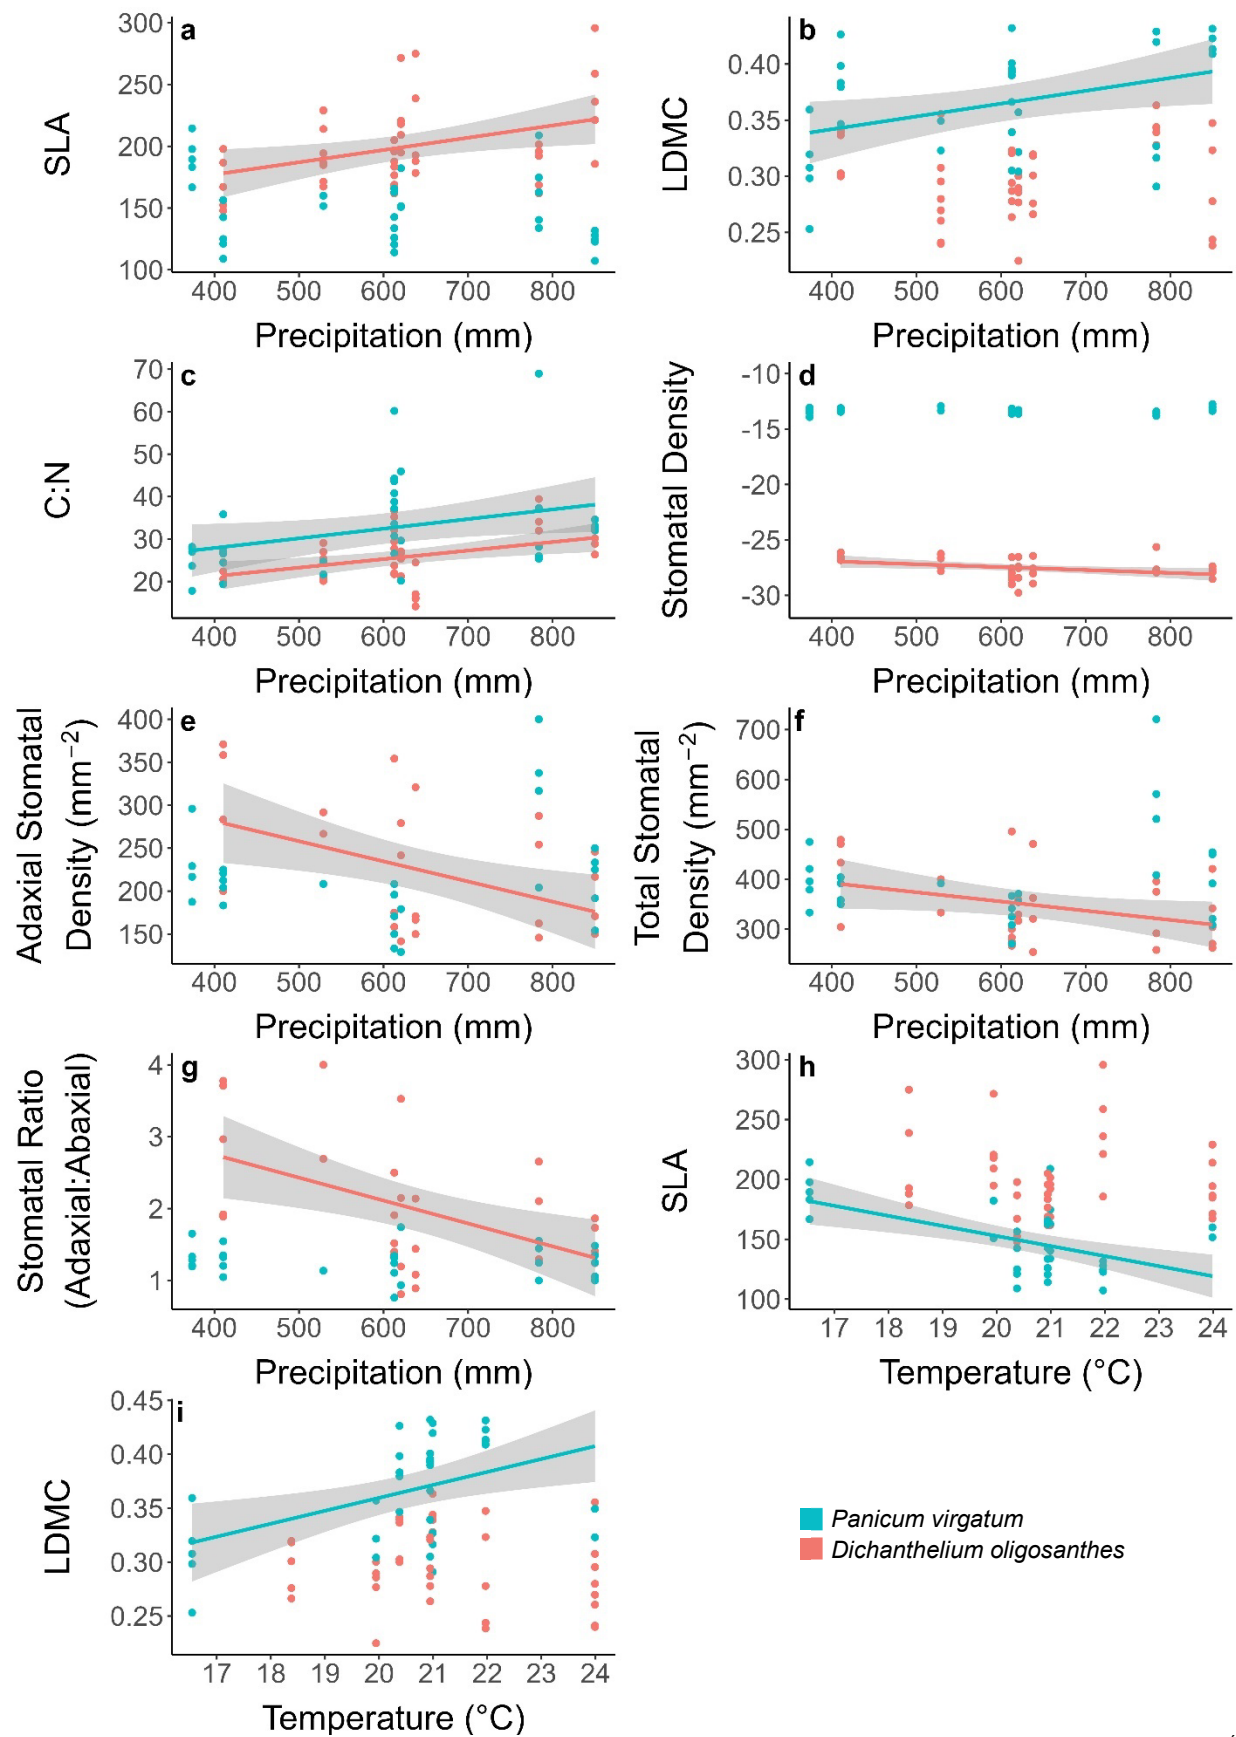 a
SLA
300
250
200
150
100
400 500 600 700 800
Precipitation (mm)
b
LDMC
0.40
0.35
0.30
0.25
400 500 600 700 800
Precipitation (mm)
c
C:N
70
60
50
40
30
20
400 500 600 700 800
Precipitation (mm)
d
Stomatal Density
-10
-15
-20
-25
-30
400 500 600 700 800
Precipitation (mm)
e
Adaxial Stomatal
Density (mm−2)
400
350
300
250
200
150
400 500 600 700 800
Precipitation (mm)
f
Total Stomatal
Density (mm−2)
700
600
500
400
300
400 500 600 700 800
Precipitation (mm)
g
Stomatal Ratio
(Adaxial:Abaxial)
4
3
2
1
400 500 600 700 800
Precipitation (mm)
h
SLA
300
250
200
150
100
17 18 19 20 21 22 23 24
Temperature (°C)
i
LDMC
0.45
0.40
0.35
0.30
0.25
17 18 19 20 21 22 23 24
Temperature (°C)
Panicum virgatum
Dichanthelium oligosanthes